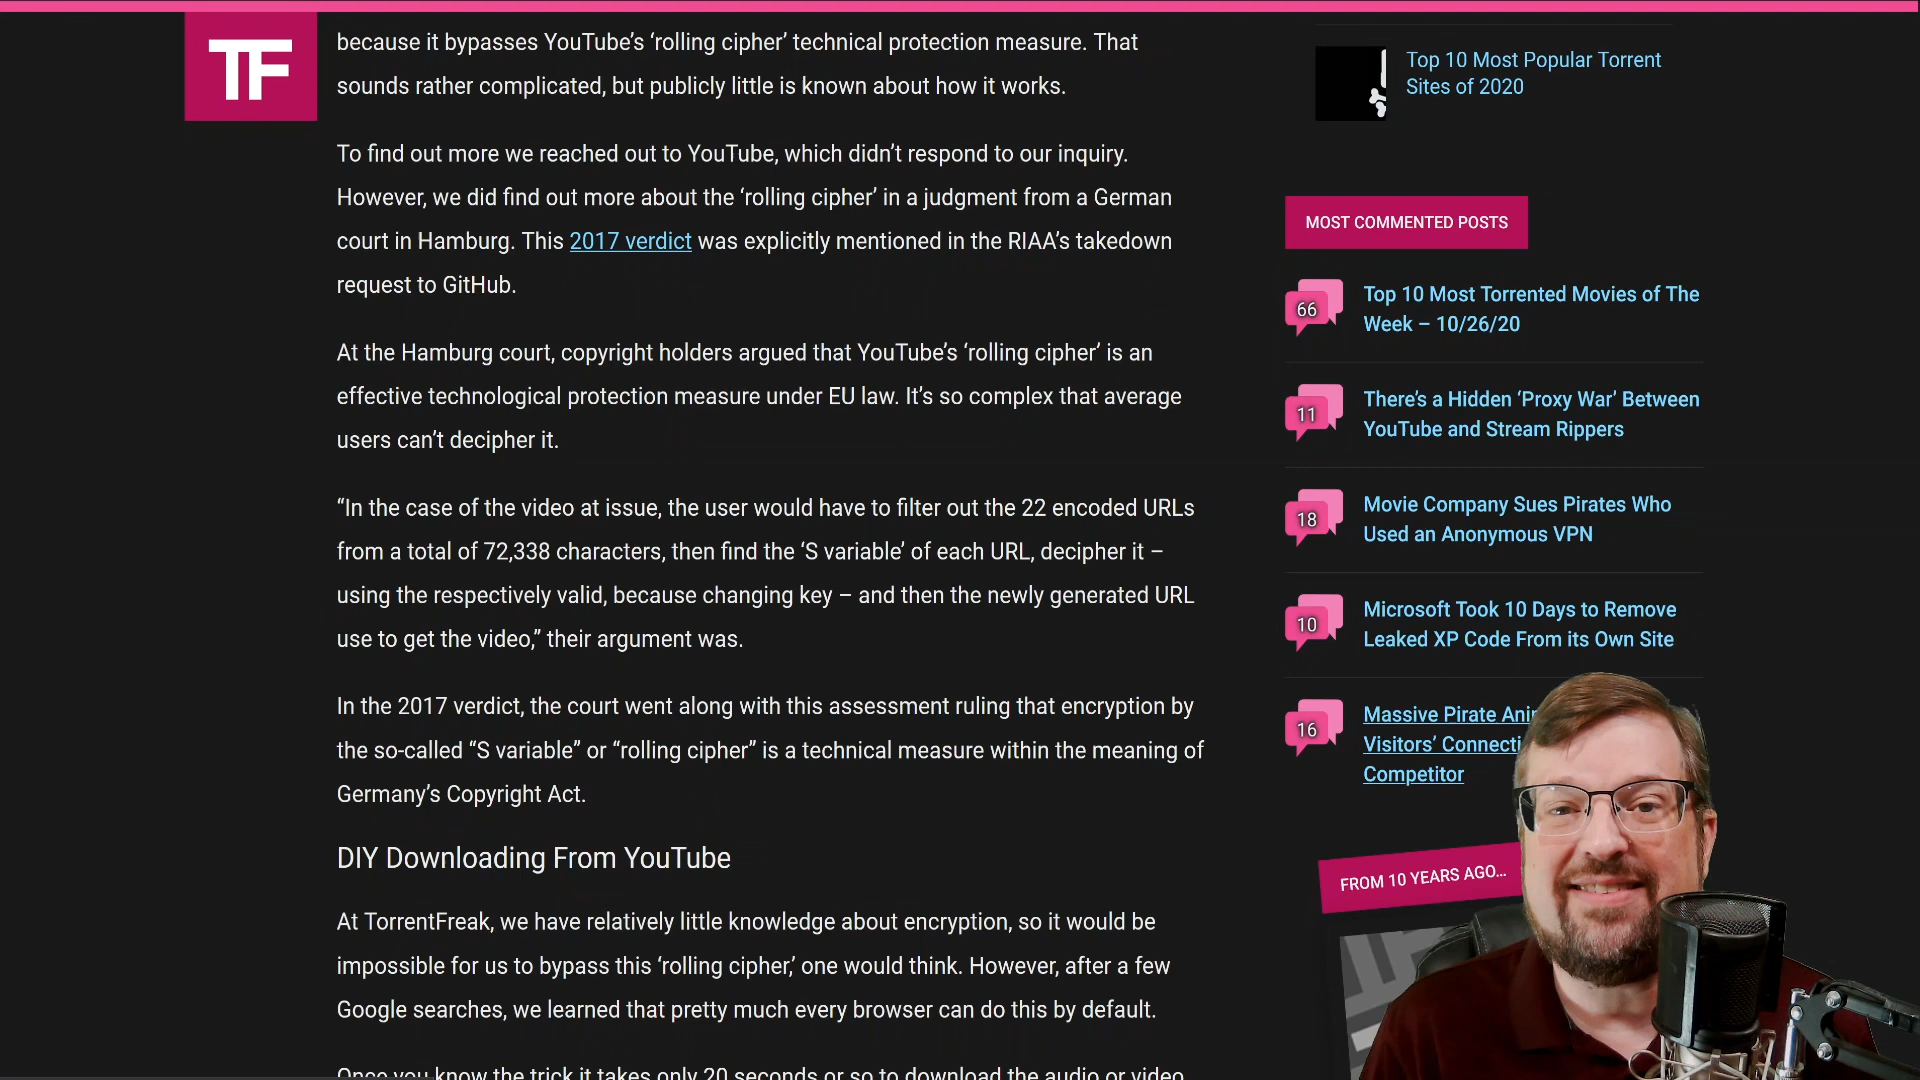 TF
because it bypasses YouTube’s ‘rolling cipher’ technical protection measure. That
sounds rather complicated, but publicly little is known about how it works.
To find out more we reached out to YouTube, which didn’t respond to our inquiry.
However, we did find out more about the ‘rolling cipher’ in a judgment from a German
court in Hamburg. This 2017 verdict was explicitly mentioned in the RIAA’s takedown
request to GitHub.
At the Hamburg court, copyright holders argued that YouTube’s ‘rolling cipher’ is an
effective technological protection measure under EU law. It’s so complex that average
users can’t decipher it.
“In the case of the video at issue, the user would have to filter out the 22 encoded URLs
from a total of 72,338 characters, then find the ‘S variable’ of each URL, decipher it –
using the respectively valid, because changing key – and then the newly generated URL
use to get the video,” their argument was.
In the 2017 verdict, the court went along with this assessment ruling that encryption by
the so-called “S variable” or “rolling cipher” is a technical measure within the meaning of
Germany’s Copyright Act.
DIY Downloading From YouTube
At TorrentFreak, we have relatively little knowledge about encryption, so it would be
impossible for us to bypass this ‘rolling cipher,’ one would think. However, after a few
Google searches, we learned that pretty much every browser can do this by default.
Once you know the trick it takes only 20 seconds or so to download the audio or video
Top 10 Most Popular Torrent
Sites of 2020
MOST COMMENTED POSTS
66
Top 10 Most Torrented Movies of The
Week – 10/26/20
11
There’s a Hidden ‘Proxy War’ Between
YouTube and Stream Rippers
18
Movie Company Sues Pirates Who
Used an Anonymous VPN
10
Microsoft Took 10 Days to Remove
Leaked XP Code From its Own Site
16
Massive Pirate
Visitors’
Competitor
FROM 10 YEARS AGO…